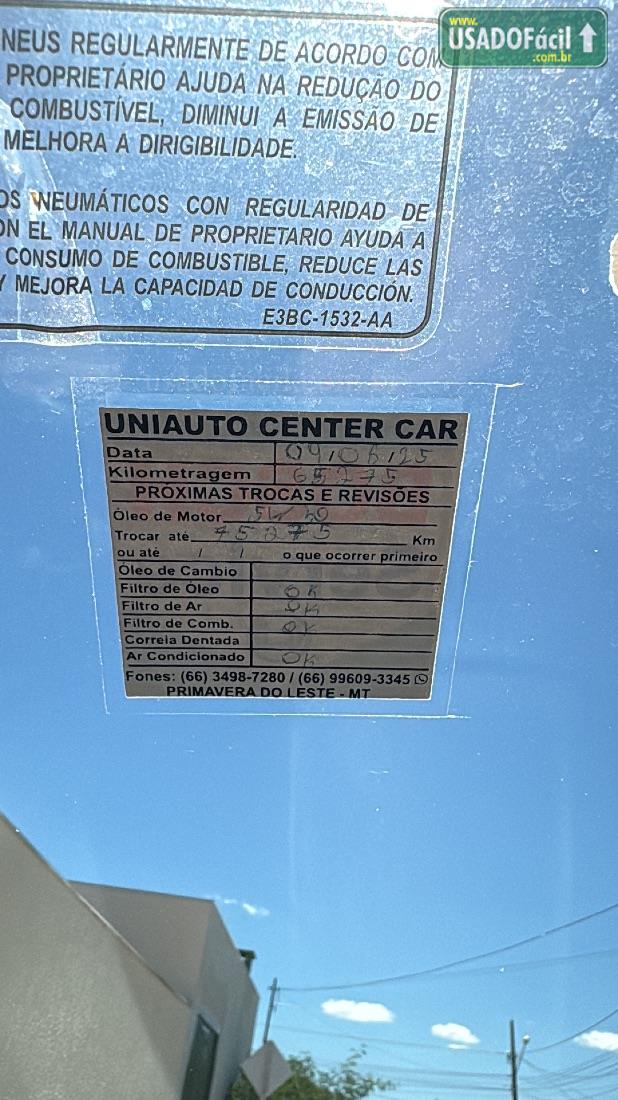 www.
USADOFácil
.com.br
NEUS REGULARMENTE DE ACORDO COM
PROPRIETÁRIO AJUDA NA REDUÇÃO DO
COMBUSTÍVEL, DIMINUI A EMISSÃO DE
MELHORA A DIRIGIBILIDADE.
OS NEUMÁTICOS CON REGULARIDAD DE
ON EL MANUAL DE PROPRIETARIO AYUDA A
CONSUMO DE COMBUSTIBLE, REDUCE LAS
Y MEJORA LA CAPACIDAD DE CONDUCCIÓN.
E3BC-1532-AA
UNIAUTO CENTER CAR
Data 09,06,25
Kilometragem 65275
PRÓXIMAS TROCAS E REVISÕES
Óleo de Motor 5W40
Trocar até 75275 Km
ou até / / o que ocorrer primeiro
Óleo de Cambio
Filtro de Óleo OK
Filtro de Ar OK
Filtro de Comb. OK
Correia Dentada
Ar Condicionado OK
Fones: (66) 3498-7280 / (66) 99609-3345
PRIMAVERA DO LESTE - MT